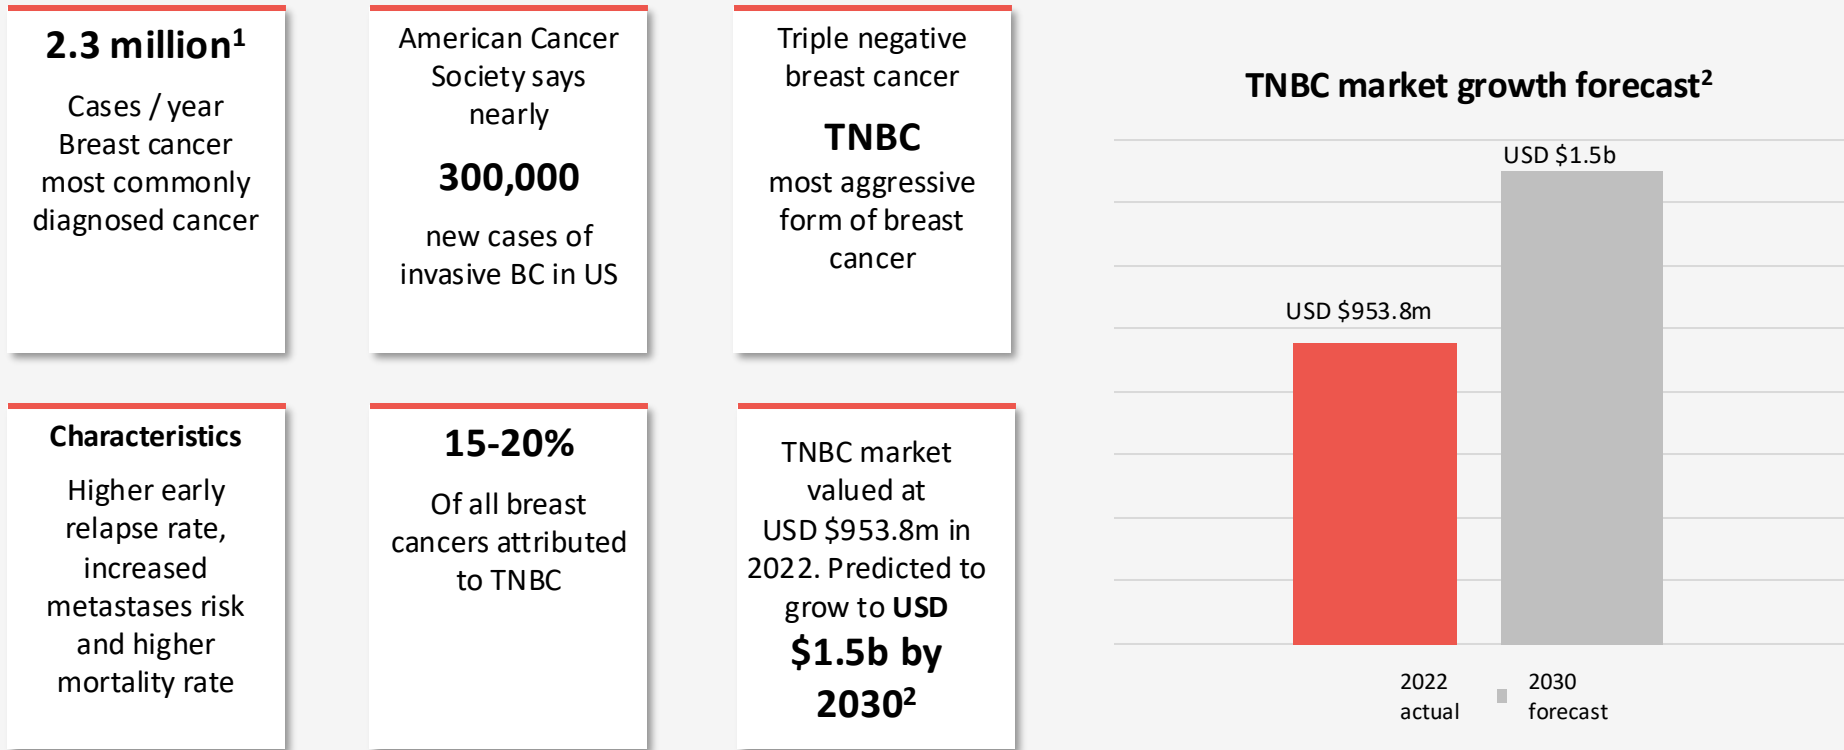 2.3 million¹
Cases / year
Breast cancer
most commonly
diagnosed cancer
American Cancer
Society says
nearly
300,000
new cases of
invasive BC in US
Triple negative
breast cancer
TNBC
most aggressive
form of breast
cancer
Characteristics
Higher early
relapse rate,
increased
metastases risk
and higher
mortality rate
15-20%
Of all breast
cancers attributed
to TNBC
TNBC market
valued at
USD $953.8m in
2022. Predicted to
grow to USD
$1.5b by
2030²
TNBC market growth forecast²
USD $1.5b
USD $953.8m
2022
actual
2030
forecast